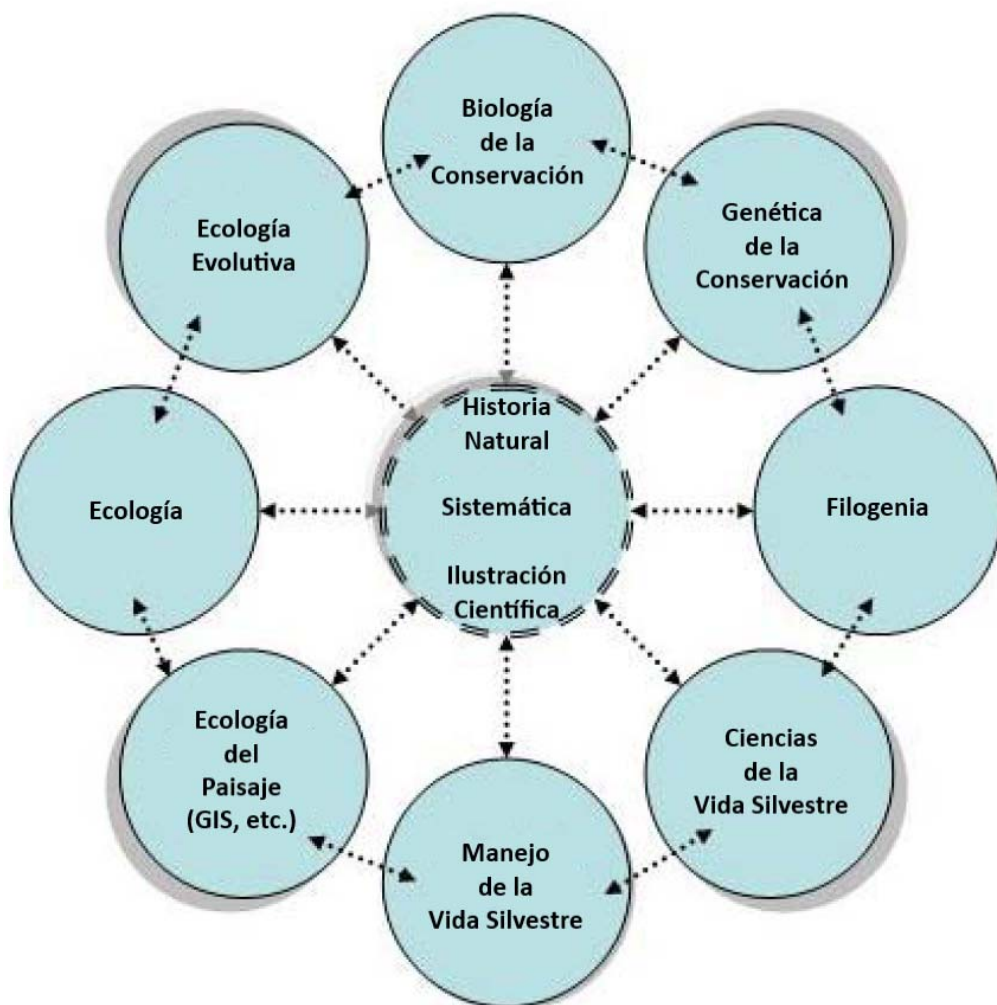 Biología
de la
Conservación
Genética
de la
Conservación
Ecología
Evolutiva
Historia
Natural
Sistemática
Ilustración
Científica
Ecología
Filogenia
Ecología
del
Paisaje
(GIS, etc.)
Ciencias
de la
Vida Silvestre
Manejo
de la
Vida Silvestre